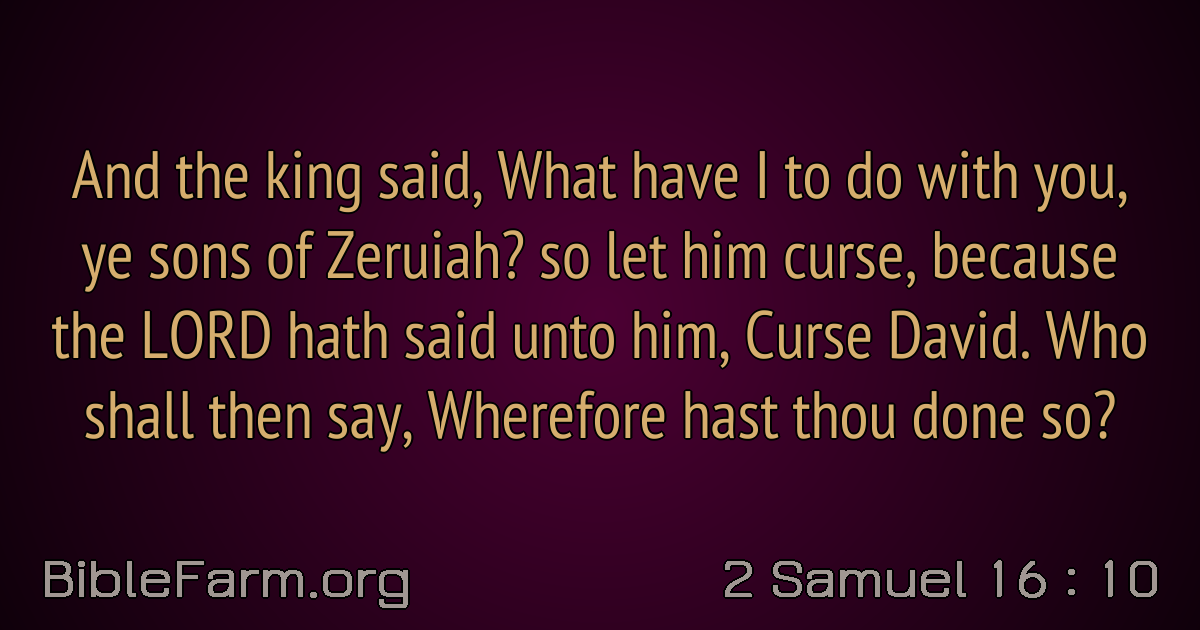 And the king said, What have I to do with you,
ye sons of Zeruiah? so let him curse, because
the LORD hath said unto him, Curse David. Who
shall then say, Wherefore hast thou done so?
BibleFarm.org
2 Samuel 16 : 10